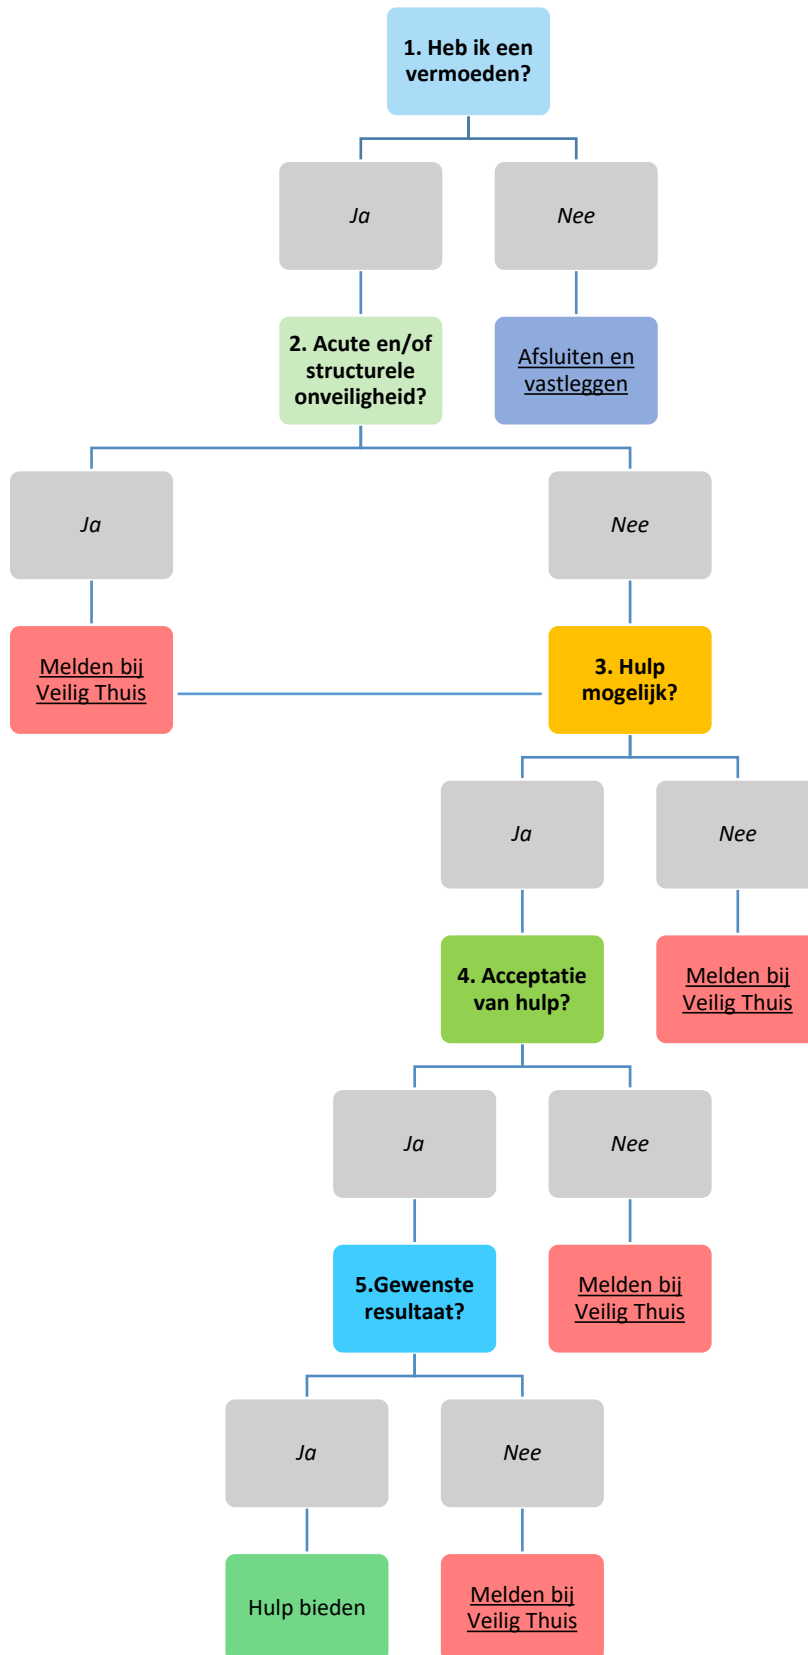 1. Heb ik een
vermoeden?
Ja
Nee
2. Acute en/of
structurele
onveiligheid?
Afsluiten en
vastleggen
Ja
Nee
Melden bij
Veilig Thuis
3. Hulp
mogelijk?
Ja
Nee
4. Acceptatie
van hulp?
Melden bij
Veilig Thuis
Ja
Nee
5.Gewenste
resultaat?
Melden bij
Veilig Thuis
Ja
Nee
Hulp bieden
Melden bij
Veilig Thuis